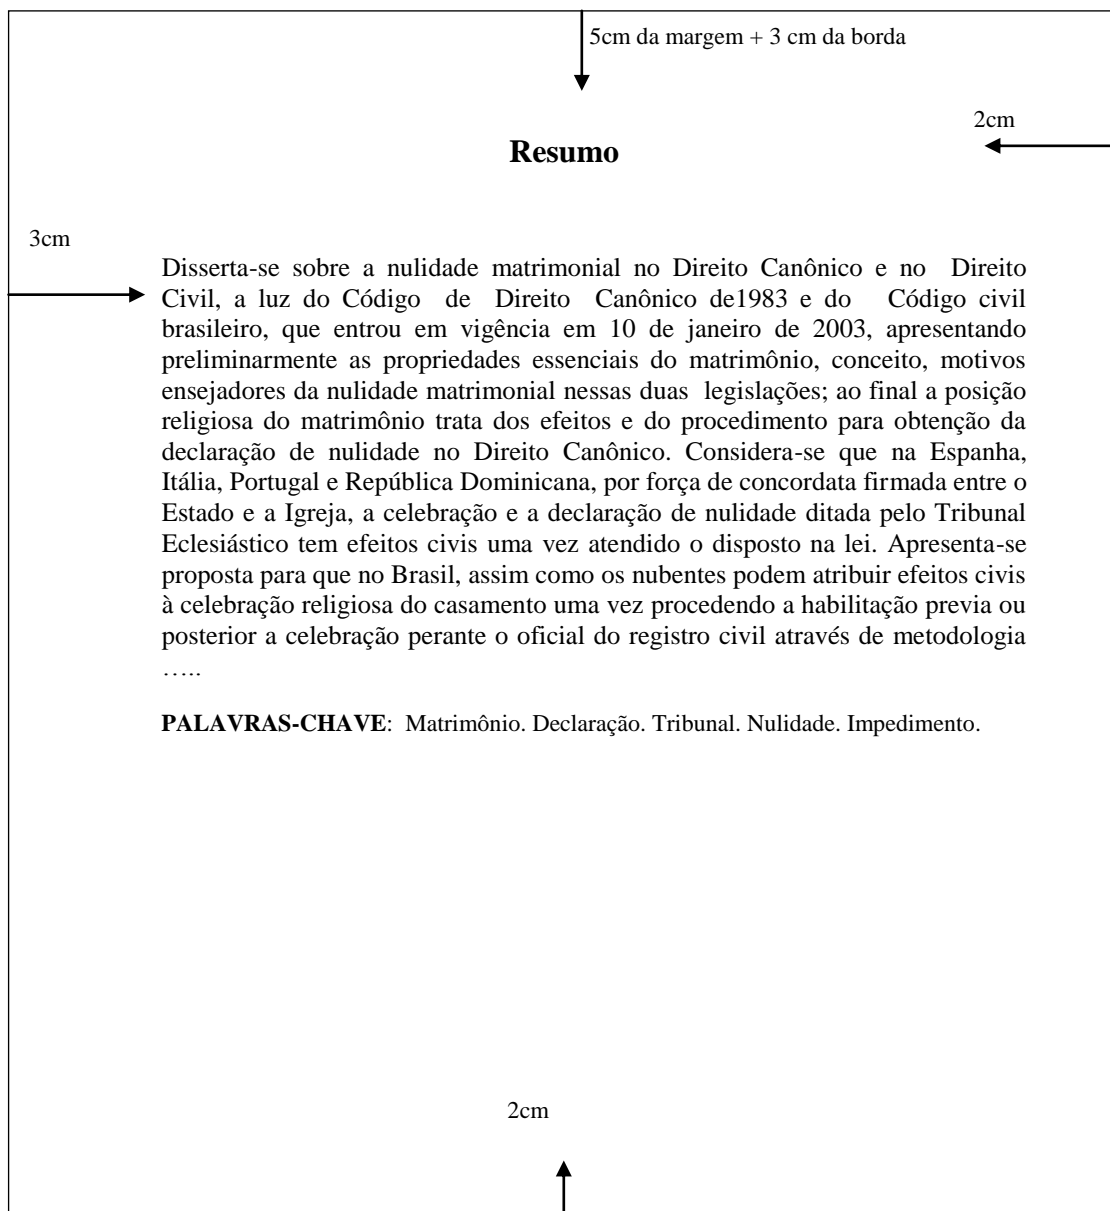 5cm da margem + 3 cm da borda
2cm
Resumo
3cm
Disserta-se sobre a nulidade matrimonial no Direito Canônico e no Direito
Civil, a luz do Código de Direito Canônico de1983 e do Código civil
brasileiro, que entrou em vigência em 10 de janeiro de 2003, apresentando
preliminarmente as propriedades essenciais do matrimônio, conceito, motivos
ensejadores da nulidade matrimonial nessas duas legislações; ao final a posição
religiosa do matrimônio trata dos efeitos e do procedimento para obtenção da
declaração de nulidade no Direito Canônico. Considera-se que na Espanha,
Itália, Portugal e República Dominicana, por força de concordata firmada entre o
Estado e a Igreja, a celebração e a declaração de nulidade ditada pelo Tribunal
Eclesiástico tem efeitos civis uma vez atendido o disposto na lei. Apresenta-se
proposta para que no Brasil, assim como os nubentes podem atribuir efeitos civis
à celebração religiosa do casamento uma vez procedendo a habilitação previa ou
posterior a celebração perante o oficial do registro civil através de metodologia
…..
PALAVRAS-CHAVE: Matrimônio. Declaração. Tribunal. Nulidade. Impedimento.
2cm